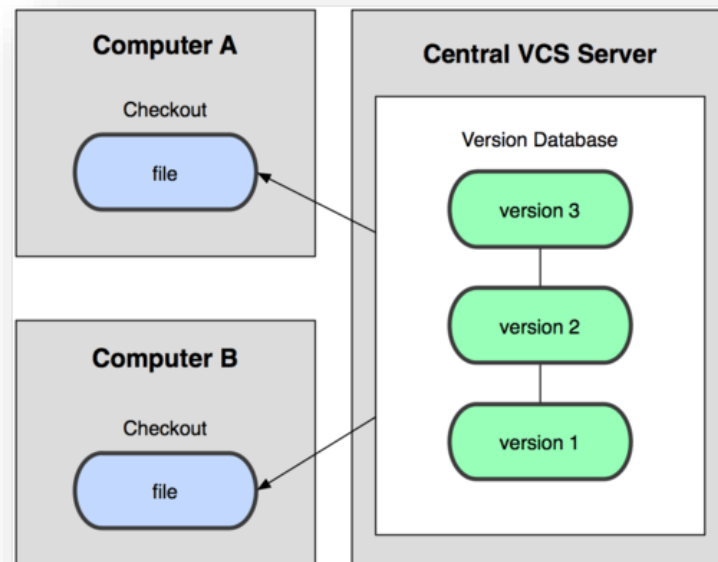 Computer A
Checkout
file
Computer B
Checkout
file
Central VCS Server
Version Database
version 3
version 2
version 1